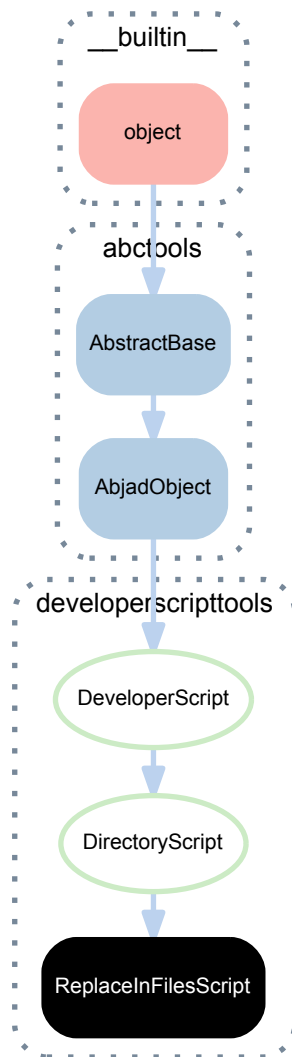 __builtin__
object
abctools
AbstractBase
AbjadObject
developerscripttools
DeveloperScript
DirectoryScript
ReplaceInFilesScript